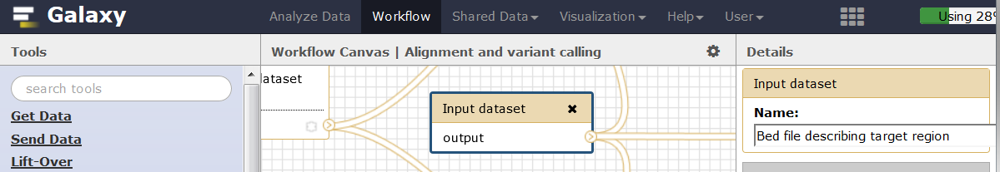 Galaxy
Analyze Data Workflow Shared Data Visualization Help User Using 28%
Tools
search tools
Get Data
Send Data
Lift-Over
Workflow Canvas | Alignment and variant calling
ataset
Input dataset
output
Details
Input dataset
Name:
Bed file describing target region